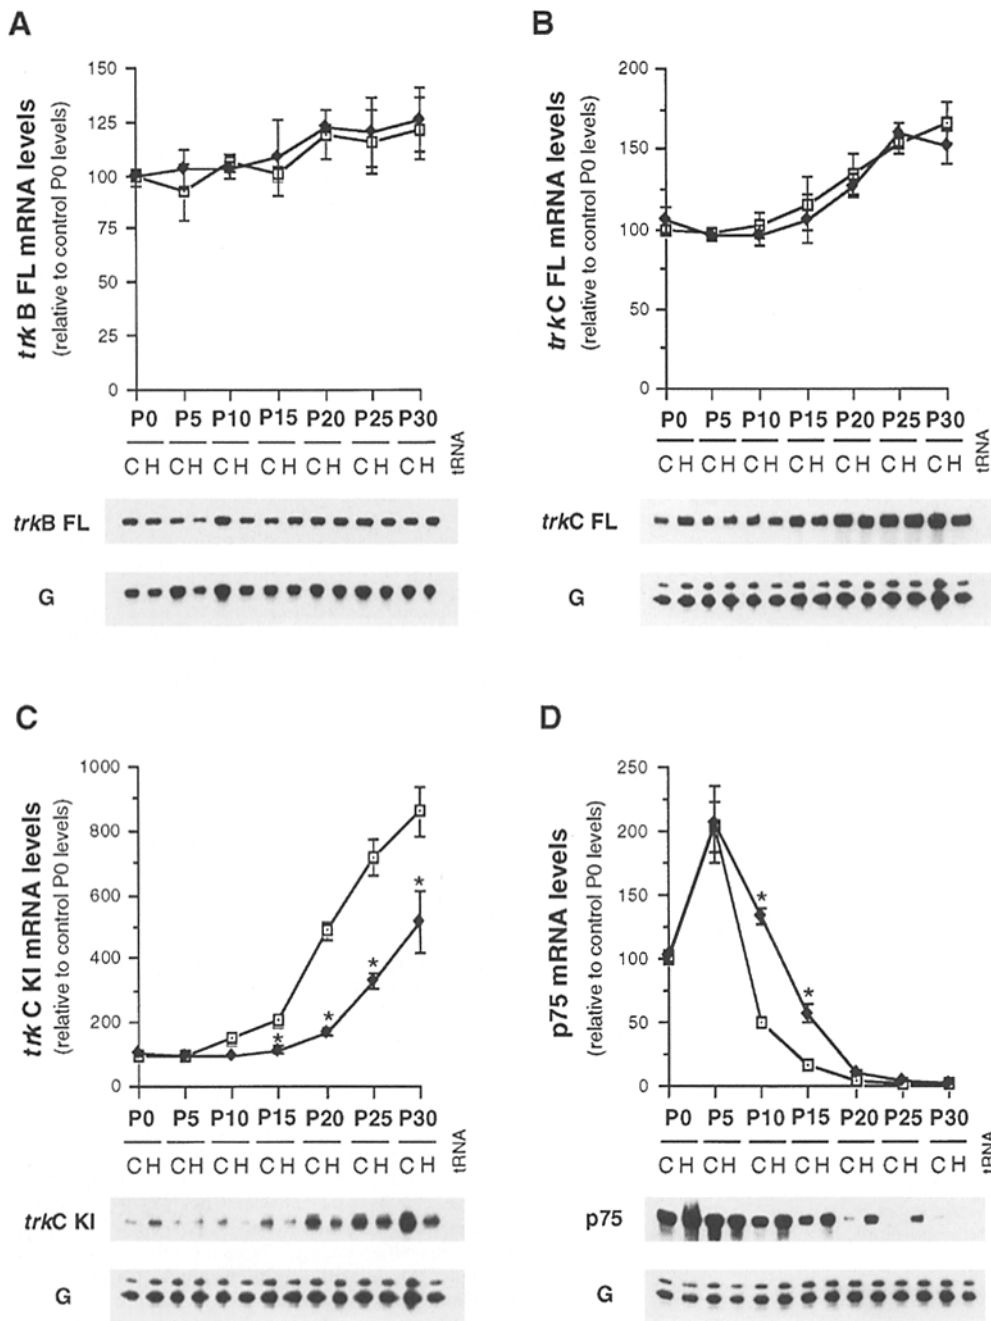 A
trk B FL mRNA levels
(relative to control P0 levels)
150
125
100
75
50
25
0
P0 P5 P10 P15 P20 P25 P30
C H C H C H C H C H C H C H tRNA
trkB FL
G
B
trk C FL mRNA levels
(relative to control P0 levels)
200
150
100
50
0
P0 P5 P10 P15 P20 P25 P30
C H C H C H C H C H C H C H tRNA
trkC FL
G
C
trk C KI mRNA levels
(relative to control P0 levels)
1000
800
600
400
200
0
* * * *
P0 P5 P10 P15 P20 P25 P30
C H C H C H C H C H C H C H tRNA
trkC KI
G
D
p75 mRNA levels
(relative to control P0 levels)
250
200
150
100
50
0
* *
P0 P5 P10 P15 P20 P25 P30
C H C H C H C H C H C H C H tRNA
p75
G